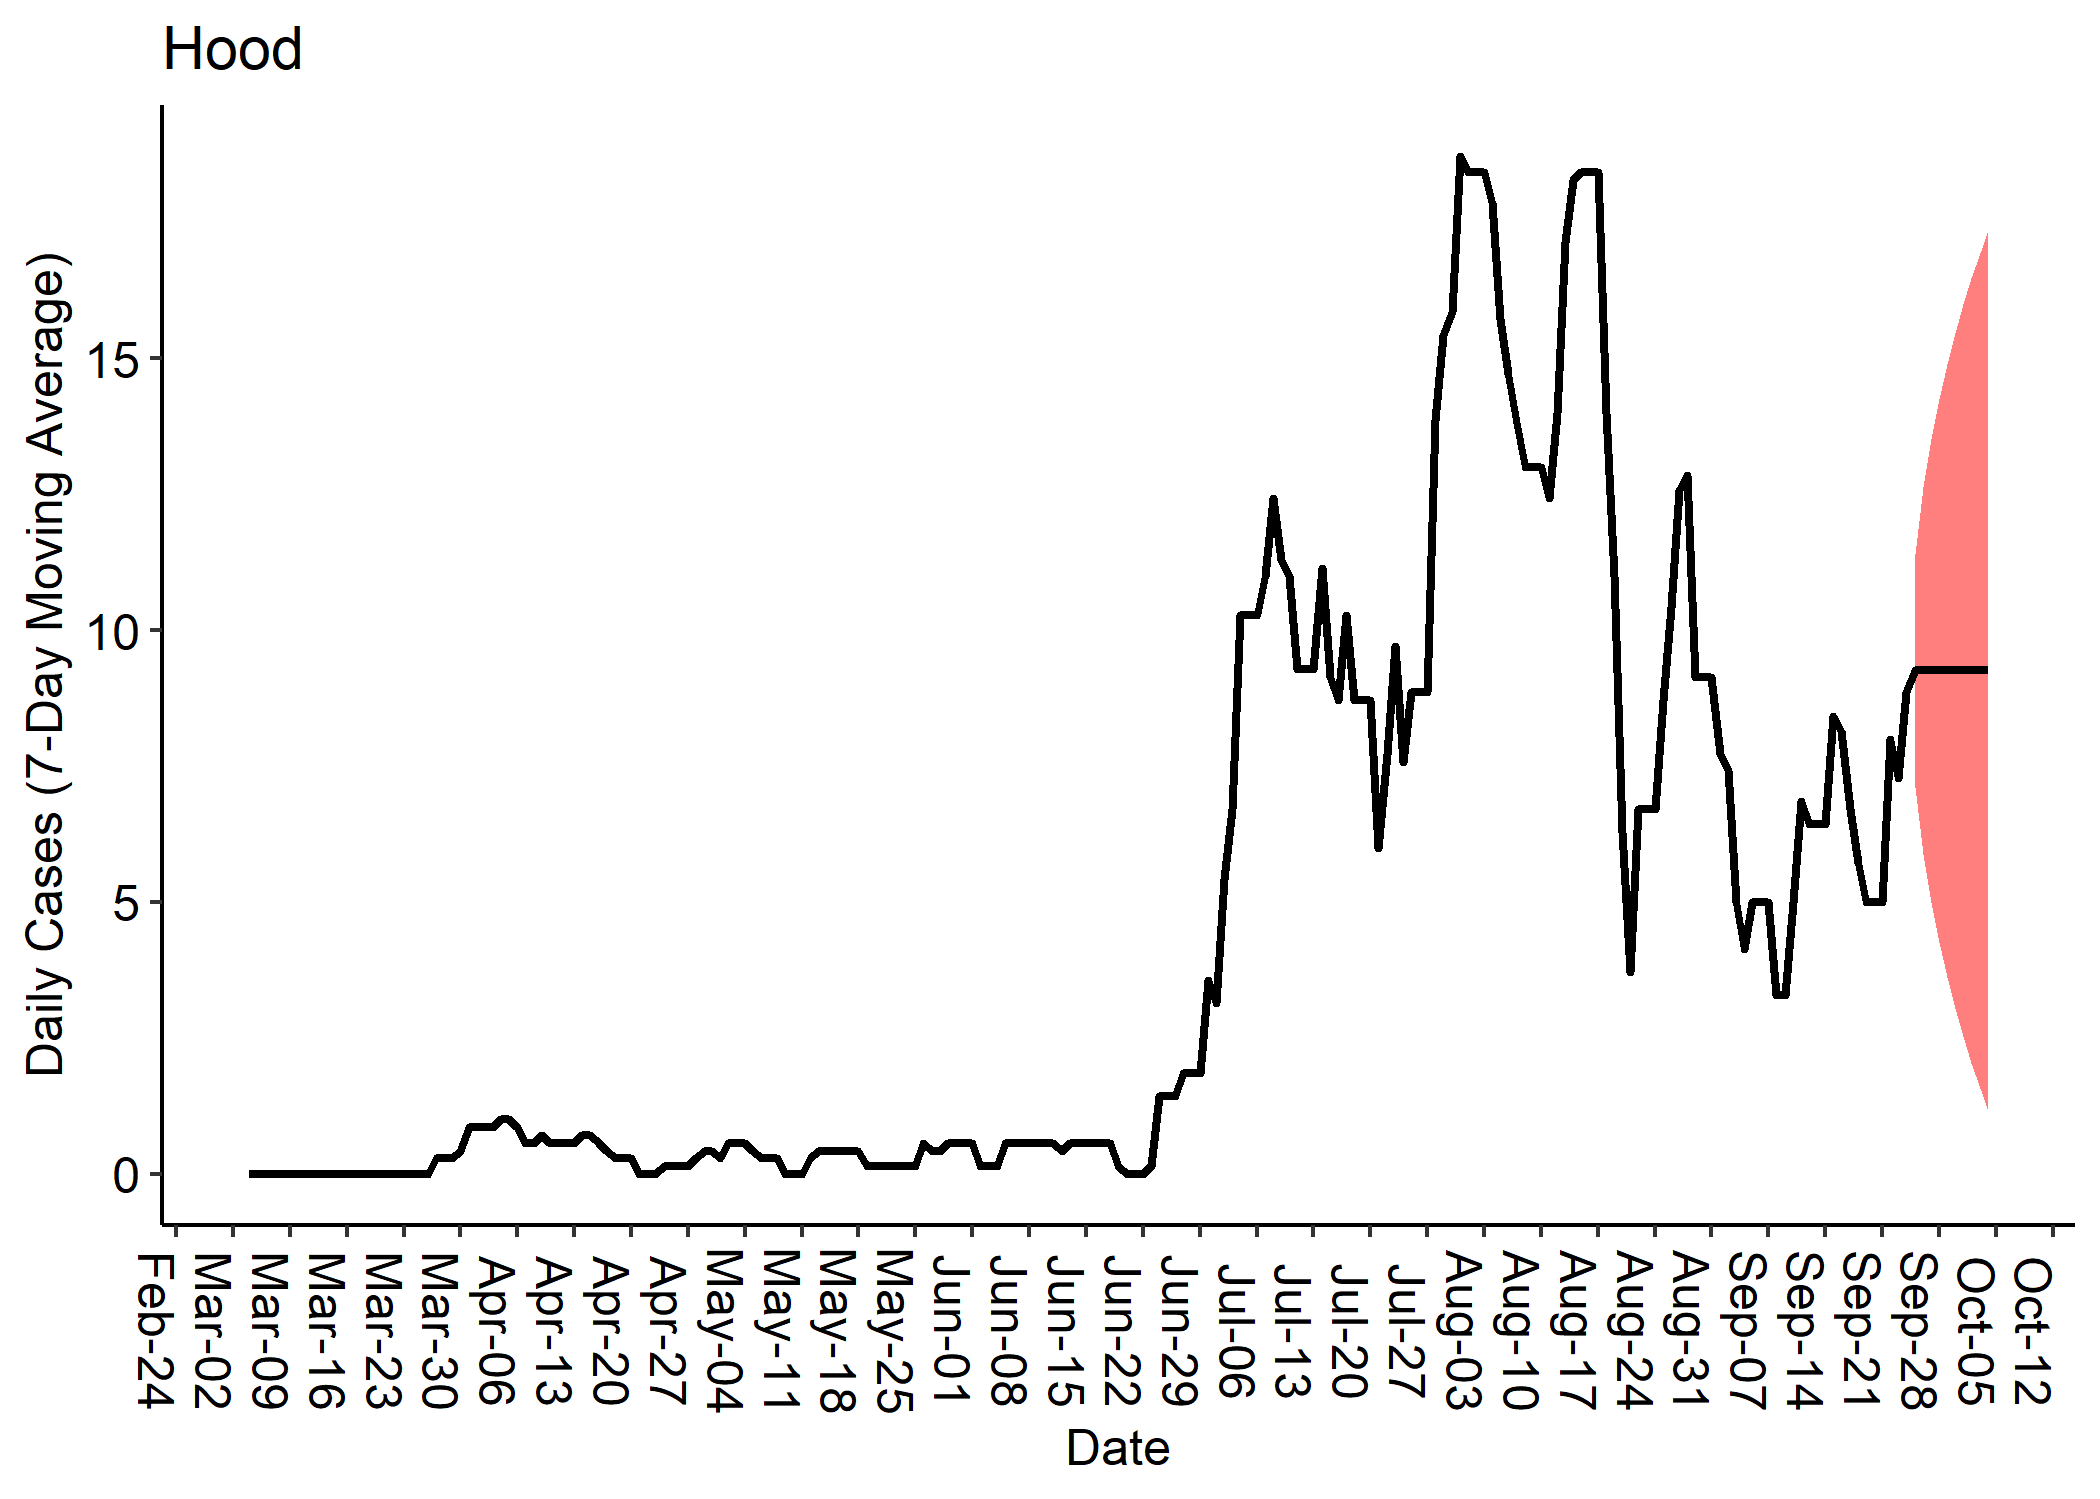 Hood
Daily Cases (7-Day Moving Average)
15
10
5
0
Feb-24
Mar-02
Mar-09
Mar-16
Mar-23
Mar-30
Apr-06
Apr-13
Apr-20
Apr-27
May-04
May-11
May-18
May-25
Jun-01
Jun-08
Jun-15
Jun-22
Jun-29
Jul-06
Jul-13
Jul-20
Jul-27
Aug-03
Aug-10
Aug-17
Aug-24
Aug-31
Sep-07
Sep-14
Sep-21
Sep-28
Oct-05
Oct-12
Date